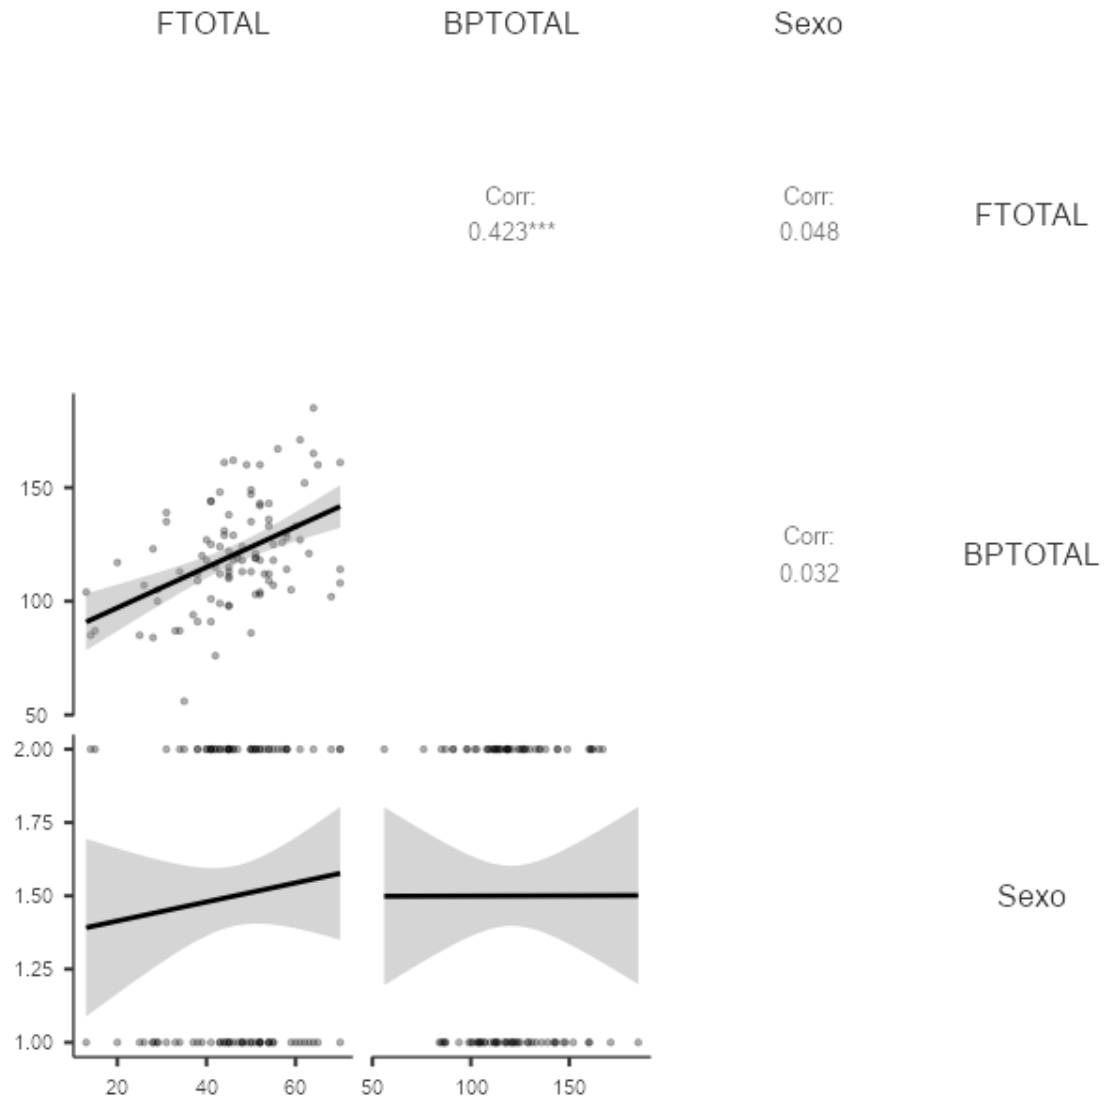 FTOTAL BPTOTAL Sexo
Corr: Corr:
0.423*** 0.048
FTOTAL
150
100
50
Corr:
0.032
BPTOTAL
2.00
1.75
1.50
1.25
1.00
Sexo
20 40 60 50 100 150